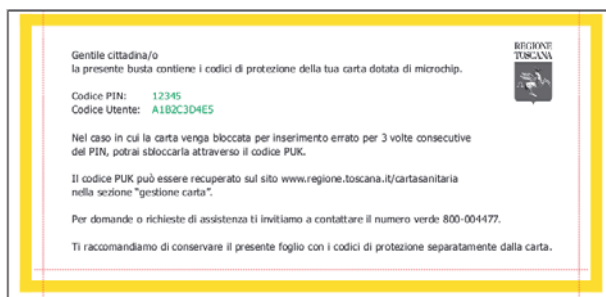 REGIONE
TOSCANA
Gentile cittadina/o
la presente busta contiene i codici di protezione della tua carta dotata di microchip.
Codice PIN: 12345
Codice Utente: A1B2C3D4E5
Nel caso in cui la carta venga bloccata per inserimento errato per 3 volte consecutive
del PIN, potrai sbloccarla attraverso il codice PUK.
Il codice PUK può essere recuperato sul sito www.regione.toscana.it/cartasanitaria
nella sezione "gestione carta".
Per domande o richieste di assistenza ti invitiamo a contattare il numero verde 800-004477.
Ti raccomandiamo di conservare il presente foglio con i codici di protezione separatamente dalla carta.